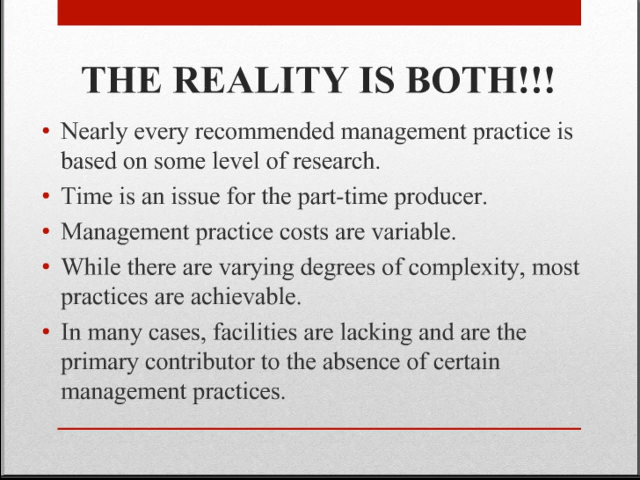 THE REALITY IS BOTH!!!
• Nearly every recommended management practice is
based on some level of research.
• Time is an issue for the part-time producer.
• Management practice costs are variable.
• While there are varying degrees of complexity, most
practices are achievable.
• In many cases, facilities are lacking and are the
primary contributor to the absence of certain
management practices.